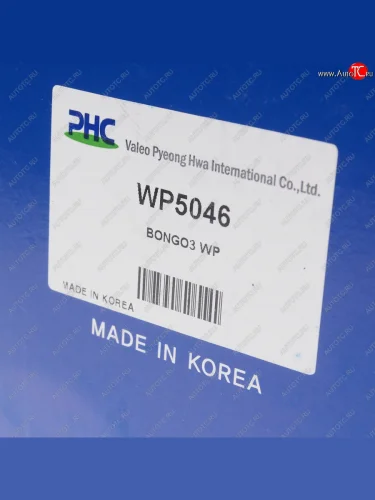 www.AutoTC.ru
PHC
Valeo Pyeong Hwa International Co.,Ltd.
WP5046
BONGO3 WP
MADE IN KOREA
MADE IN KOREA